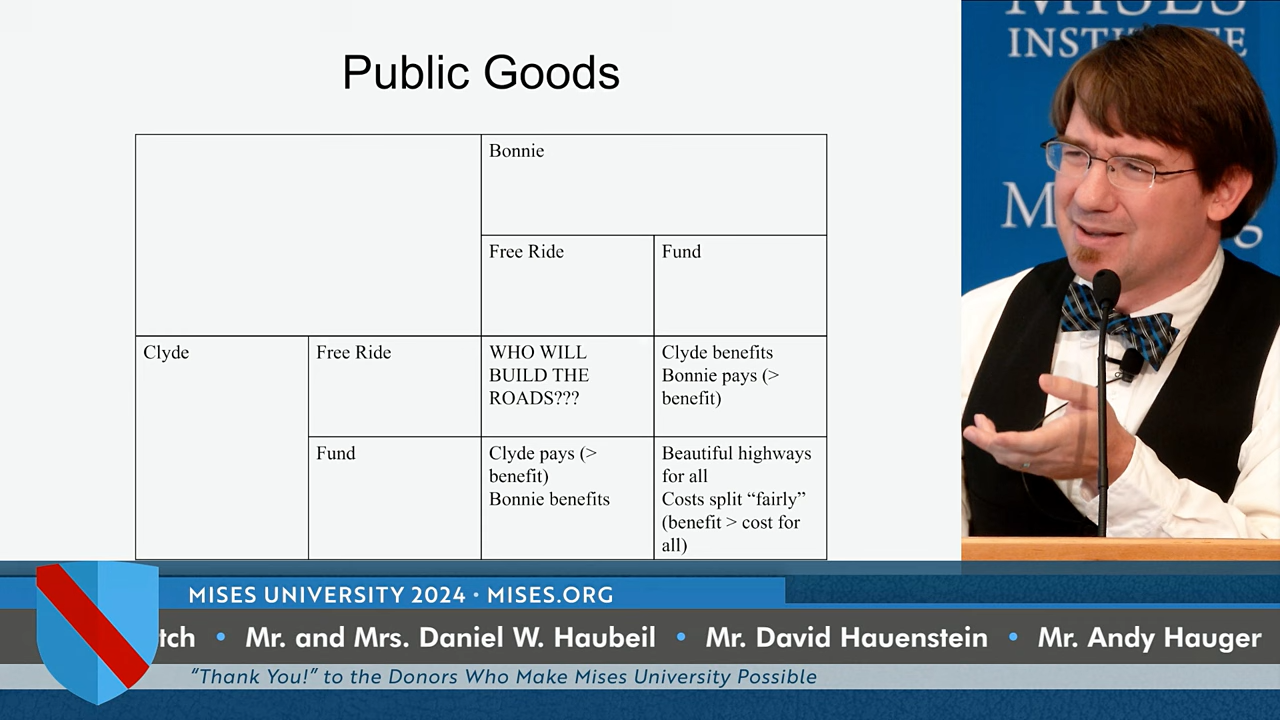 Public Goods
Bonnie
Free Ride
Fund
Clyde
Free Ride
WHO WILL
BUILD THE
ROADS???
Clyde benefits
Bonnie pays (>
benefit)
Fund
Clyde pays (>
benefit)
Bonnie benefits
Beautiful highways
for all
Costs split “fairly”
(benefit > cost for
all)
MISES
INSTITUTE
MISES UNIVERSITY 2024 • MISES.ORG
tch • Mr. and Mrs. Daniel W. Haubeil • Mr. David Hauenstein • Mr. Andy Hauger
“Thank You!” to the Donors Who Make Mises University Possible